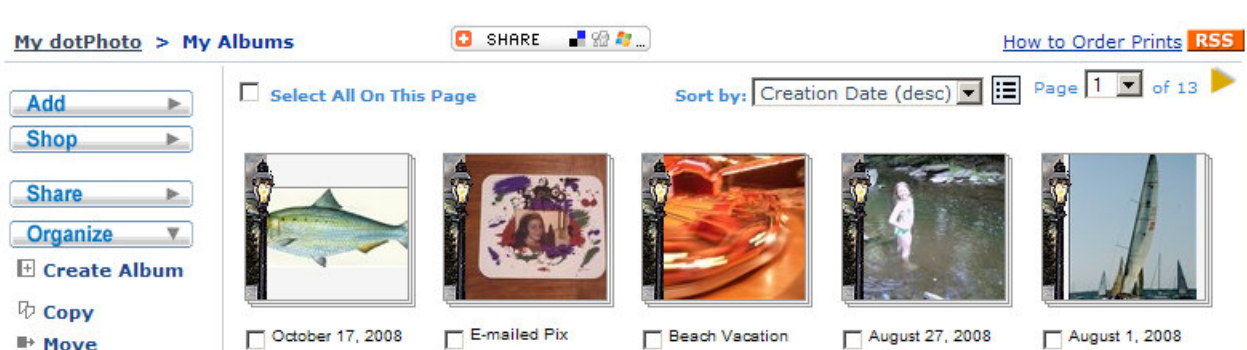 My dotPhoto > My Albums
SHARE ...
How to Order Prints RSS
Add
Shop
Share
Organize
Create Album
Copy
Move
Select All On This Page
Sort by: Creation Date (desc)
Page 1 of 13
October 17, 2008
E-mailed Pix
Beach Vacation
August 27, 2008
August 1, 2008